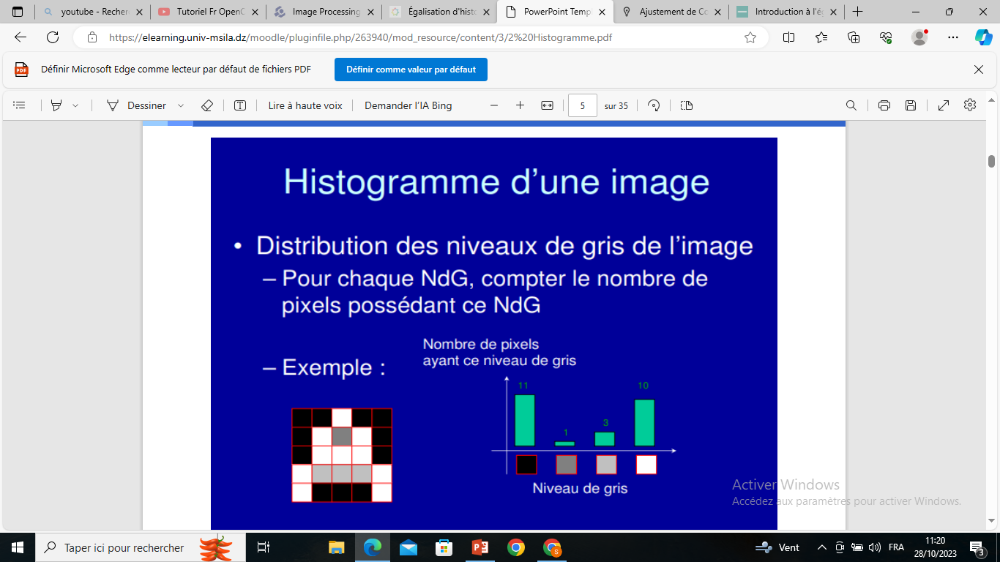 youtube - Recher
Tutoriel Fr OpenC
Image Processing
Égalisation d'histo
PowerPoint Temp
Ajustement de Co
Introduction à l'éc
https://elearning.univ-msila.dz/moodle/pluginfile.php/263940/mod_resource/content/3/2%20Histogramme.pdf
PDF
Définir Microsoft Edge comme lecteur par défaut de fichiers PDF
Définir comme valeur par défaut
Dessiner
Lire à haute voix
Demander l'IA Bing
5
sur 35
Histogramme d'une image
• Distribution des niveaux de gris de l'image
– Pour chaque NdG, compter le nombre de
pixels possédant ce NdG
– Exemple :
Nombre de pixels
ayant ce niveau de gris
11
1
3
10
Niveau de gris
Activer Windows
Accédez aux paramètres pour activer Windows.
Taper ici pour rechercher
Vent
FRA
11:20
28/10/2023
3